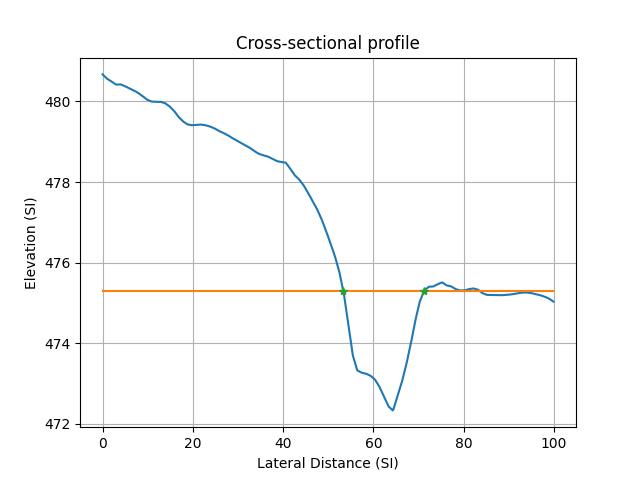 Cross-sectional profile
480
478
476
474
472
Elevation (SI)
0 20 40 60 80 100
Lateral Distance (SI)